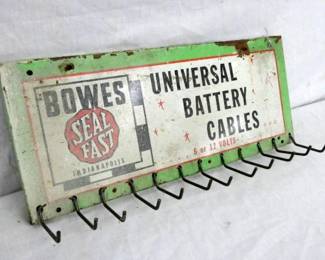 BOWES
SEAL
FAST
INDIANAPOLIS
UNIVERSAL
BATTERY
CABLES
6 or 12 VOLTS